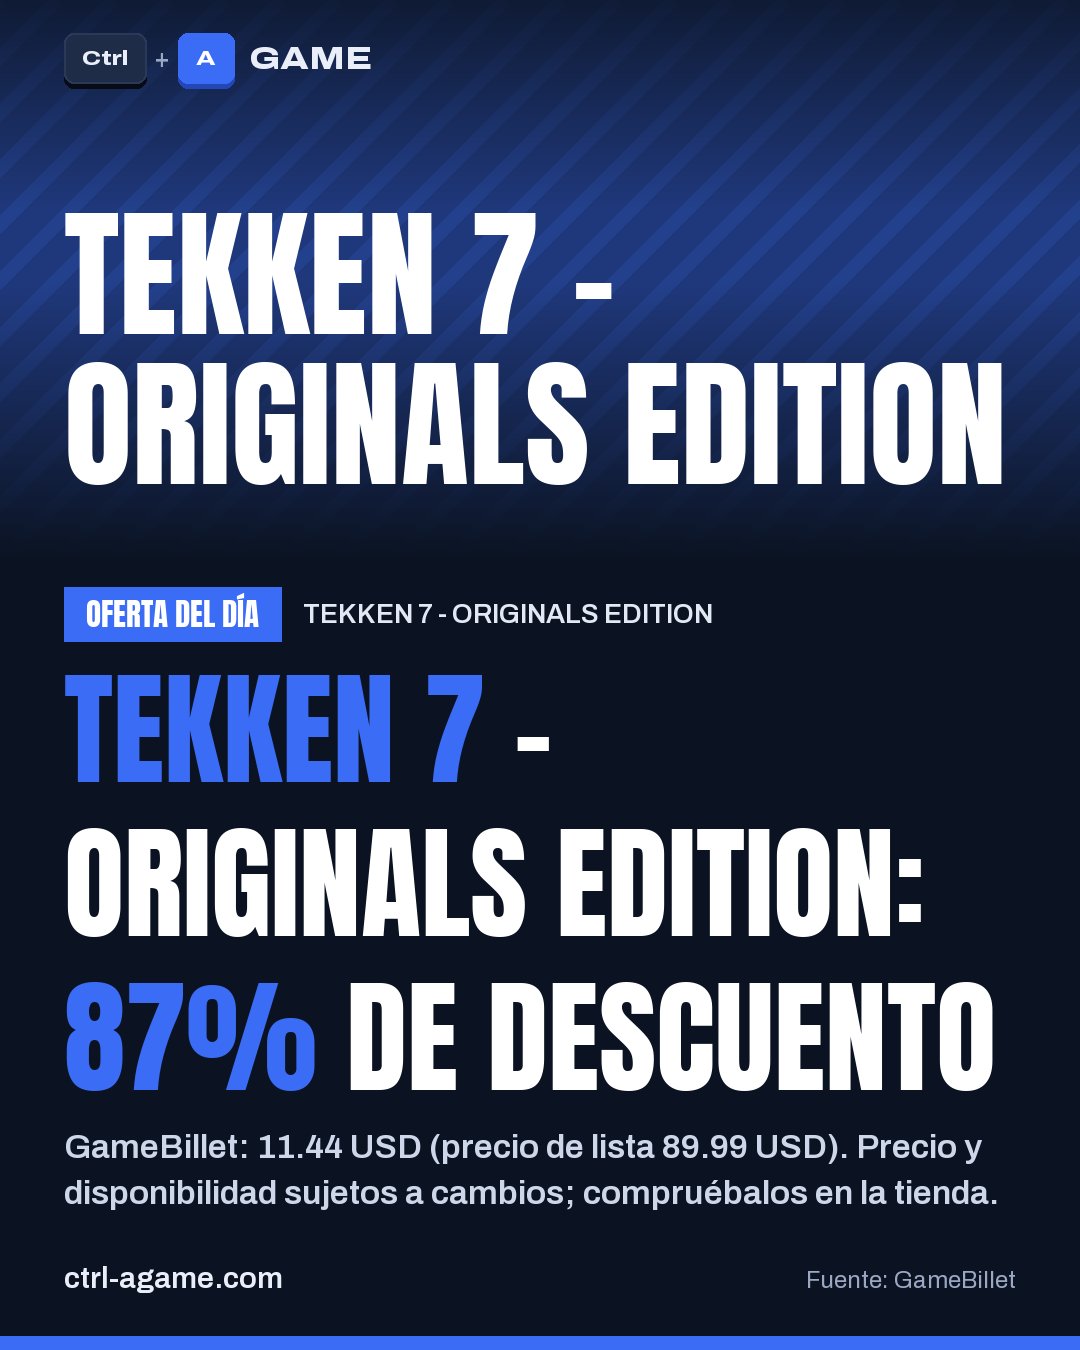 Ctrl + A GAME
TEKKEN 7 -
ORIGINALS EDITION
OFERTA DEL DÍA TEKKEN 7 - ORIGINALS EDITION
TEKKEN 7 -
ORIGINALS EDITION:
87% DE DESCUENTO
GameBillet: 11.44 USD (precio de lista 89.99 USD). Precio y
disponibilidad sujetos a cambios; compruébalos en la tienda.
ctrl-agame.com Fuente: GameBillet